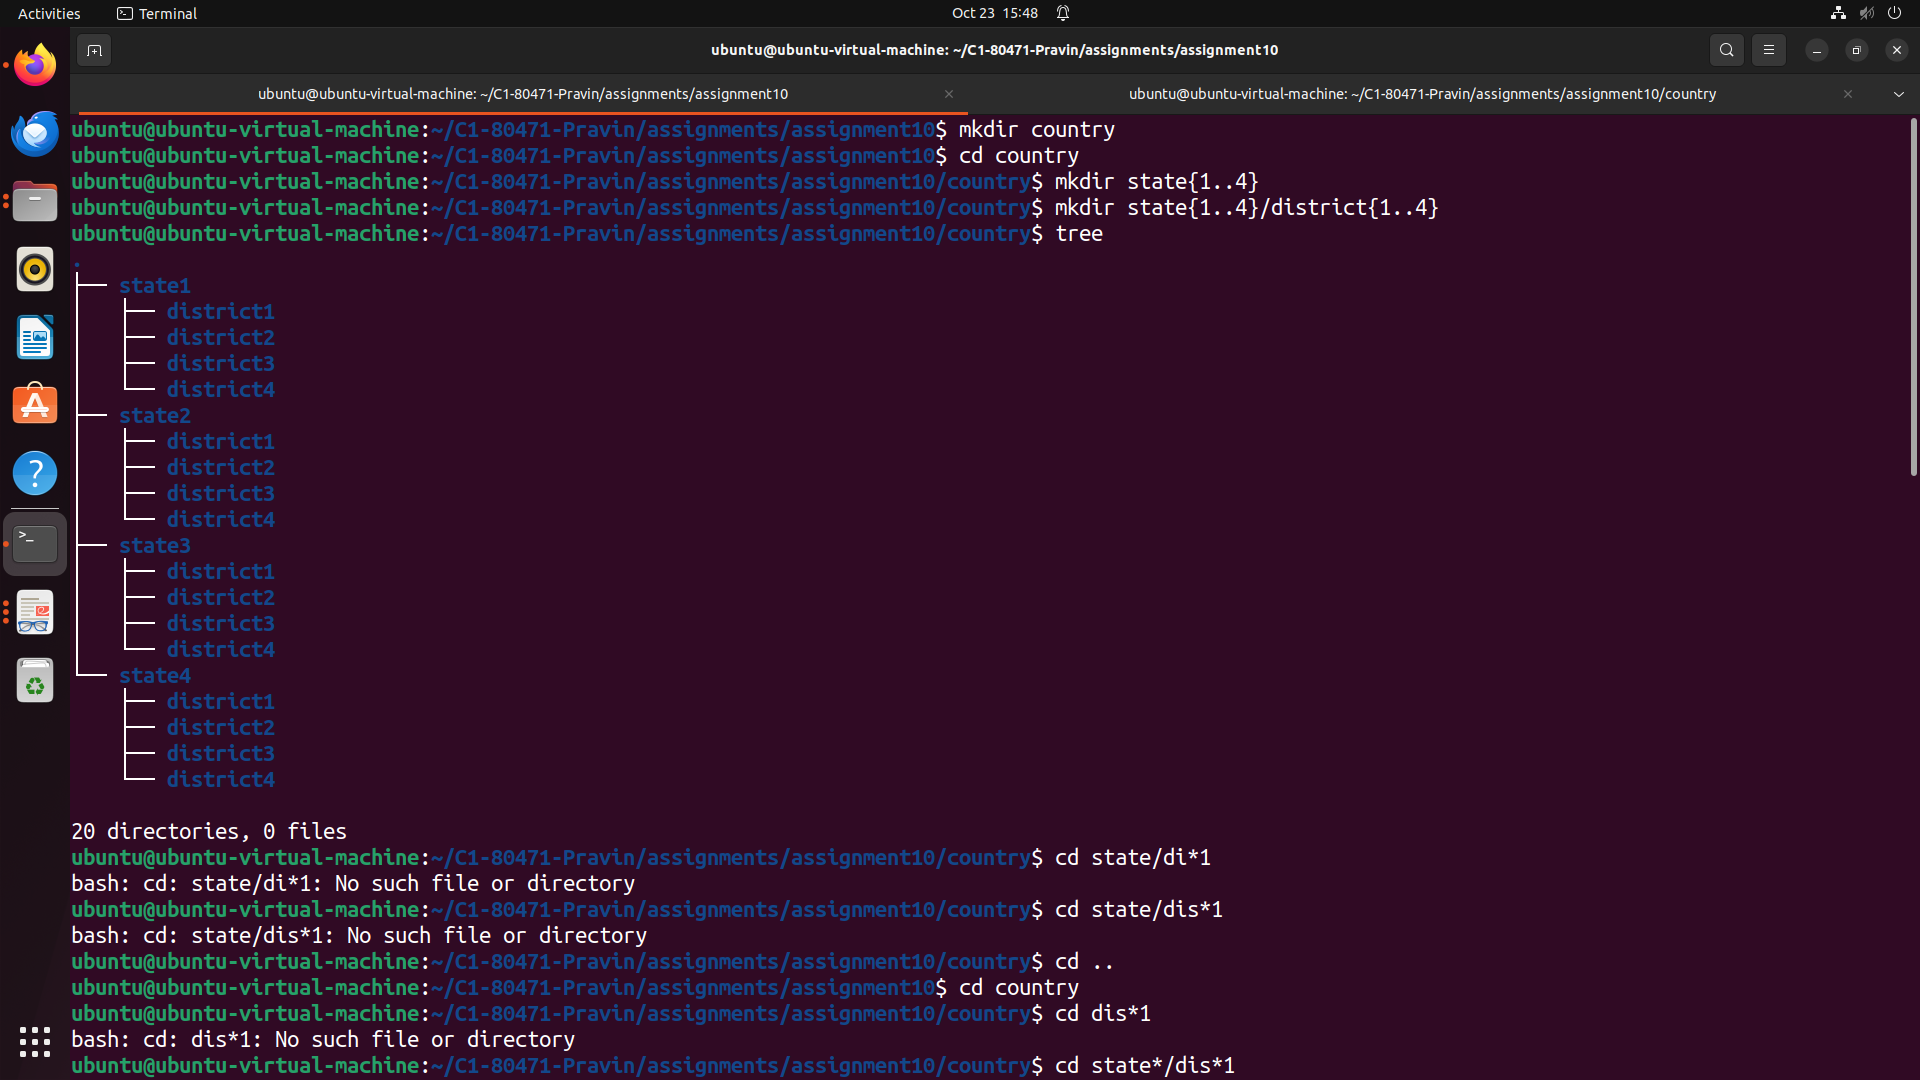 Activities
Terminal
Oct 23 15:48
ubuntu@ubuntu-virtual-machine: ~/C1-80471-Pravin/assignments/assignment10
ubuntu@ubuntu-virtual-machine: ~/C1-80471-Pravin/assignments/assignment10
ubuntu@ubuntu-virtual-machine: ~/C1-80471-Pravin/assignments/assignment10/country
ubuntu@ubuntu-virtual-machine:~/C1-80471-Pravin/assignments/assignment10$ mkdir country
ubuntu@ubuntu-virtual-machine:~/C1-80471-Pravin/assignments/assignment10$ cd country
ubuntu@ubuntu-virtual-machine:~/C1-80471-Pravin/assignments/assignment10/country$ mkdir state{1..4}
ubuntu@ubuntu-virtual-machine:~/C1-80471-Pravin/assignments/assignment10/country$ mkdir state{1..4}/district{1..4}
ubuntu@ubuntu-virtual-machine:~/C1-80471-Pravin/assignments/assignment10/country$ tree
.
├── state1
│   ├── district1
│   ├── district2
│   ├── district3
│   └── district4
├── state2
│   ├── district1
│   ├── district2
│   ├── district3
│   └── district4
├── state3
│   ├── district1
│   ├── district2
│   ├── district3
│   └── district4
└── state4
    ├── district1
    ├── district2
    ├── district3
    └── district4
20 directories, 0 files
ubuntu@ubuntu-virtual-machine:~/C1-80471-Pravin/assignments/assignment10/country$ cd state/di*1
bash: cd: state/di*1: No such file or directory
ubuntu@ubuntu-virtual-machine:~/C1-80471-Pravin/assignments/assignment10/country$ cd state/dis*1
bash: cd: state/dis*1: No such file or directory
ubuntu@ubuntu-virtual-machine:~/C1-80471-Pravin/assignments/assignment10/country$ cd ..
ubuntu@ubuntu-virtual-machine:~/C1-80471-Pravin/assignments/assignment10$ cd country
ubuntu@ubuntu-virtual-machine:~/C1-80471-Pravin/assignments/assignment10/country$ cd dis*1
bash: cd: dis*1: No such file or directory
ubuntu@ubuntu-virtual-machine:~/C1-80471-Pravin/assignments/assignment10/country$ cd state*/dis*1